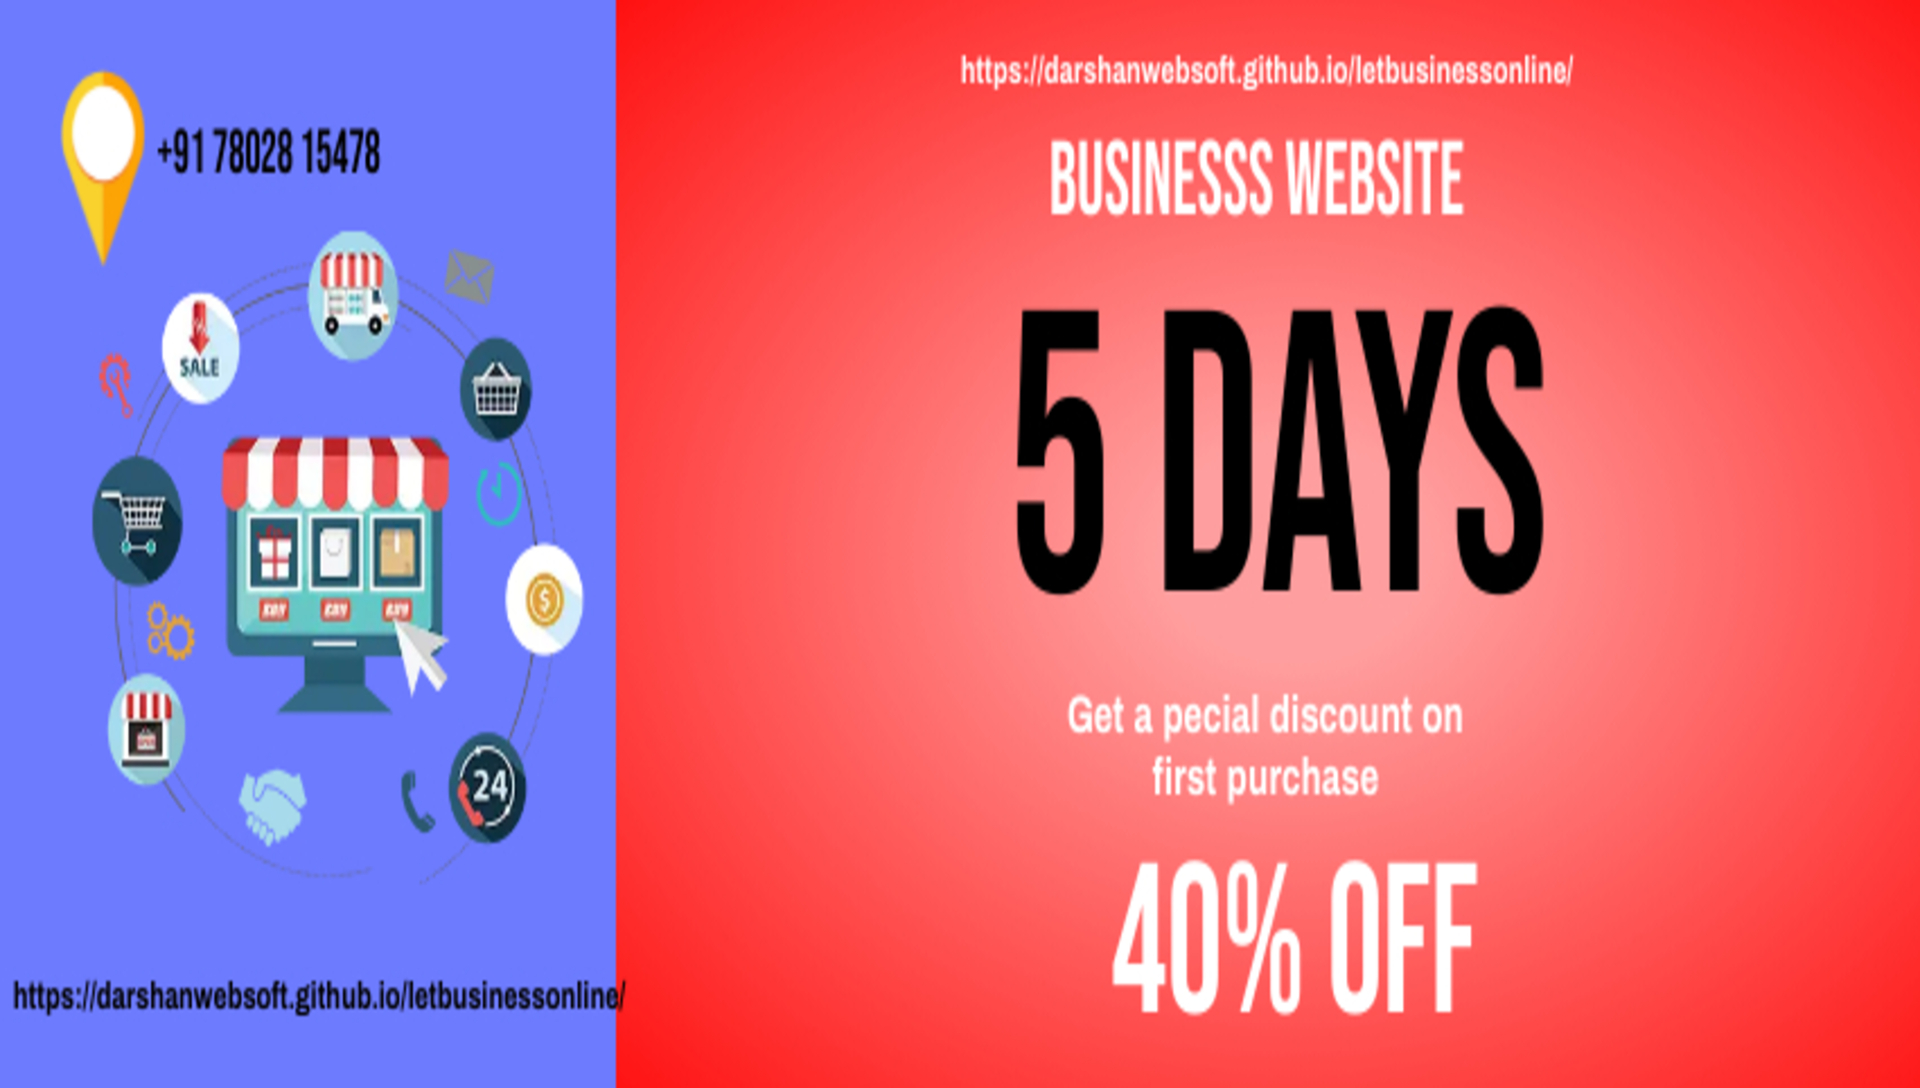 +91 78028 15478
SALE
24
https://darshanwebsoft.github.io/letbusinessonline/
https://darshanwebsoft.github.io/letbusinessonline/
BUSINESSS WEBSITE
5 DAYS
Get a pecial discount on
first purchase
40% OFF